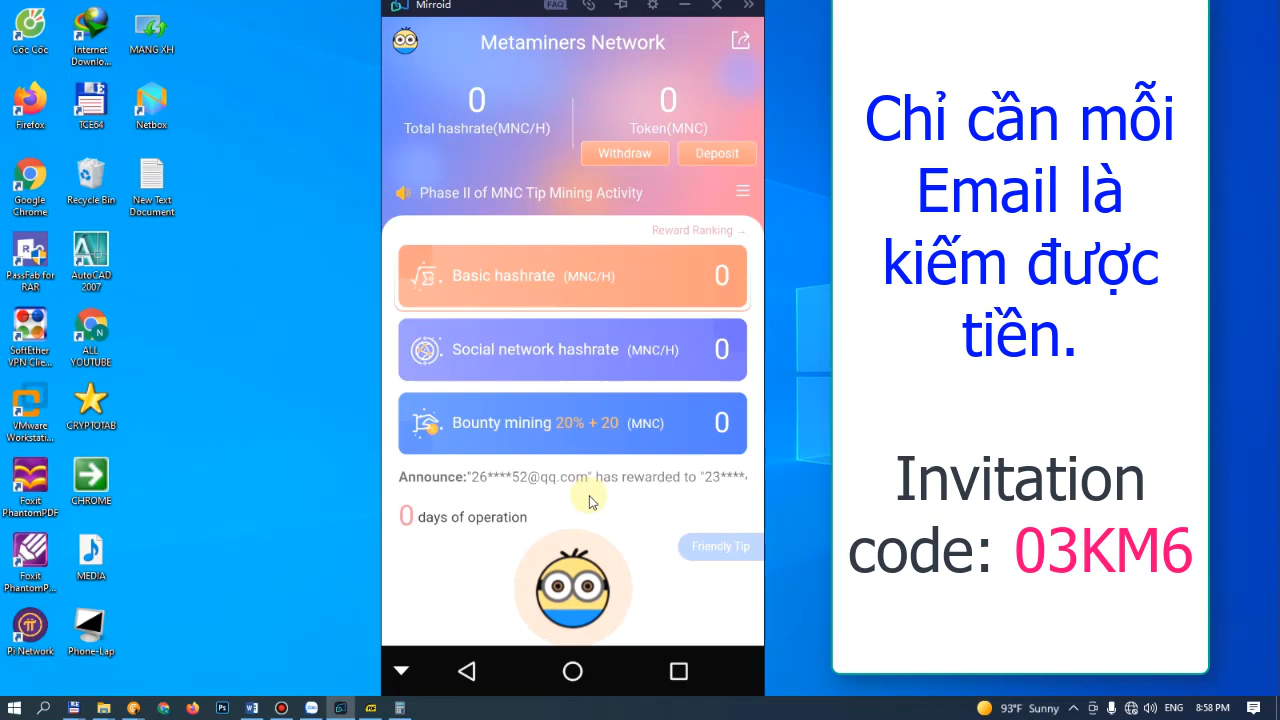 Cốc Cốc
Internet Downlo...
MANG XH
Firefox
TCE64
Netbox
Google Chrome
Recycle Bin
New Text Document
PassFab for RAR
AutoCAD 2007
SoftEther VPN Clie...
ALL YOUTUBE
VMware Workstati...
CRYPTOTAB
Foxit PhantomPDF
CHROME
Foxit PhantomP...
MEDIA
Pi Network
Phone-Lap
Mirroid
FAQ
Metaminers Network
0
0
Total hashrate(MNC/H)
Token(MNC)
Withdraw
Deposit
Phase II of MNC Tip Mining Activity
Reward Ranking →
Basic hashrate (MNC/H) 0
Social network hashrate (MNC/H) 0
Bounty mining 20% + 20 (MNC) 0
Announce:"26****52@qq.com" has rewarded to "23****
0 days of operation
Friendly Tip
Chỉ cần mỗi
Email là
kiếm được
tiền.
Invitation
code: 03KM6
93°F Sunny
ENG
8:58 PM